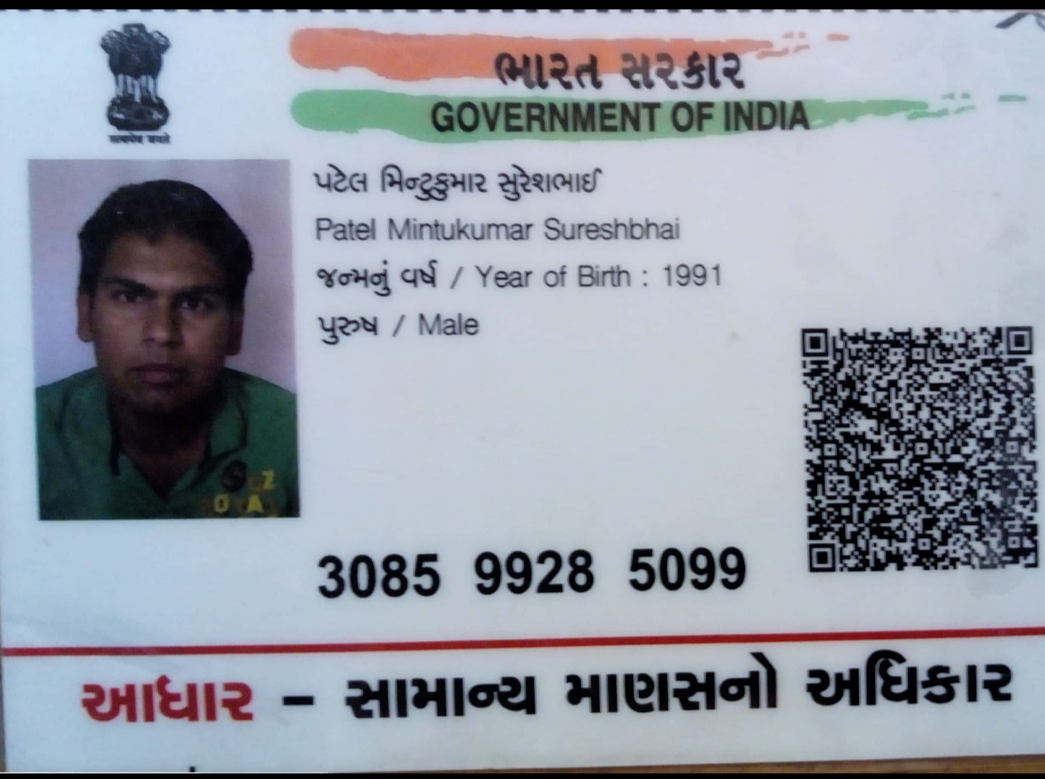 ભારત સરકાર
GOVERNMENT OF INDIA
सत्यमेव जयते
પટેલ મિન્ટુકુમાર સુરેશભાઈ
Patel Mintukumar Sureshbhai
જન્મનું વર્ષ / Year of Birth : 1991
પુરુષ / Male
3085 9928 5099
આધાર – સામાન્ય માણસનો અધિકાર